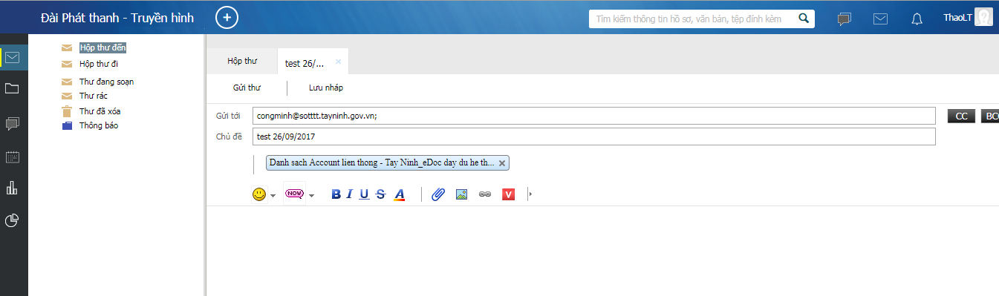 Đài Phát thanh - Truyền hình
Tìm kiếm thông tin hồ sơ, văn bản, tệp đính kèm
ThaoLT
Hộp thư đến
Hộp thư đi
Thư đang soạn
Thư rác
Thư đã xóa
Thông báo
Hộp thư
test 26/...
Gửi thư
Lưu nháp
Gửi tới
congminh@sotttt.tayninh.gov.vn;
CC
BCC
Chủ đề
test 26/09/2017
Danh sach Account lien thong - Tay Ninh_eDoc day du he th...
NOW
B I U S A
V